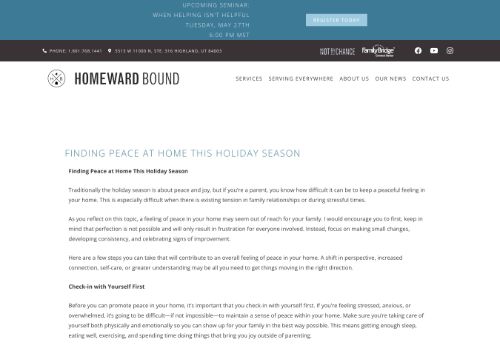 UPCOMING SEMINAR:
WHEN HELPING ISN'T HELPFUL
TUESDAY, MAY 27TH
6:00 PM MST
REGISTER TODAY
PHONE: 1.801.768.1441
5513 W 11000 N, STE. 316 HIGHLAND, UT 84003
NOT BY CHANCE
FamilyBridge
HOMEWARD BOUND
SERVICES SERVING EVERYWHERE ABOUT US OUR NEWS CONTACT US
FINDING PEACE AT HOME THIS HOLIDAY SEASON
Finding Peace at Home This Holiday Season
Traditionally the holiday season is about peace and joy, but if you're a parent, you know how difficult it can be to keep a peaceful feeling in
your home. This is especially difficult when there is existing tension in family relationships or during stressful times.
As you reflect on this topic, a feeling of peace in your home may seem out of reach for your family. I would encourage you to first, keep in
mind that perfection is not possible and will only result in frustration for everyone involved. Instead, focus on making small changes,
developing consistency, and celebrating signs of improvement.
Here are a few steps you can take that will contribute to an overall feeling of peace in your home. A shift in perspective, increased
connection, self-care, or greater understanding may be all you need to get things moving in the right direction.
Check-in with Yourself First
Before you can promote peace in your home, it's important that you check-in with yourself first. If you're feeling stressed, anxious, or
overwhelmed, it's going to be difficult—if not impossible—to maintain a sense of peace within your home. Make sure you're taking care of
yourself both physically and emotionally so you can show up for your family in the best way possible. This means getting enough sleep,
eating well, exercising, and spending time doing things that bring you joy outside of parenting.